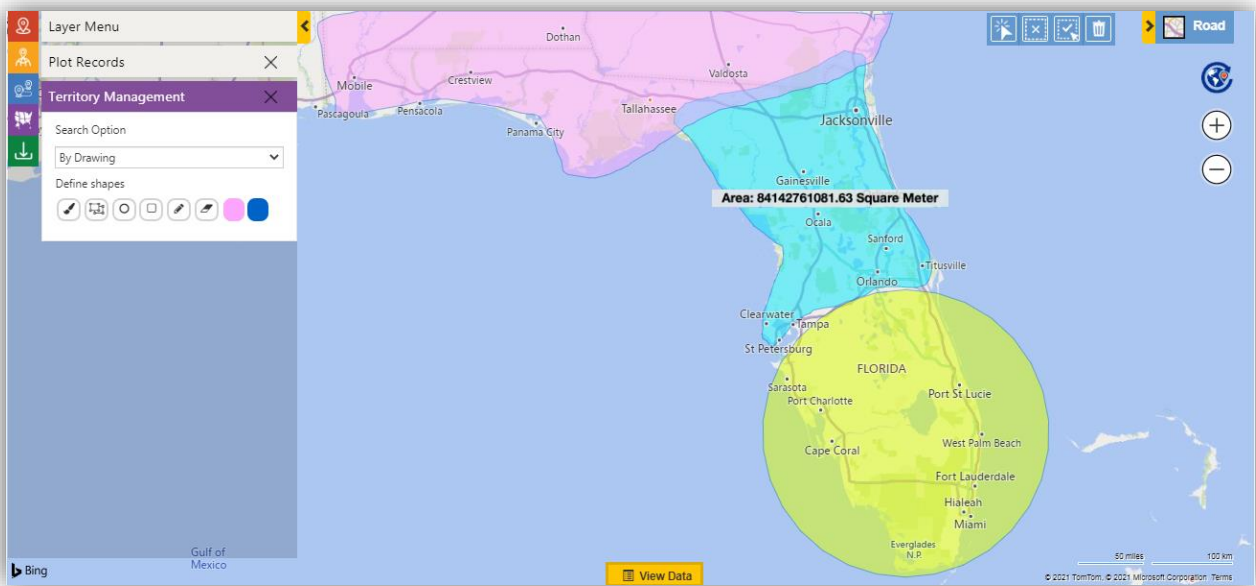 Layer Menu
Plot Records
Territory Management
Search Option
By Drawing
Define shapes
Road
Dothan
Mobile
Crestview
Valdosta
Pascagoula
Pensacola
Tallahassee
Panama City
Jacksonville
Gainesville
Area: 84142761081.63 Square Meter
Ocala
Sanford
Titusville
Orlando
Clearwater
Tampa
St Petersburg
FLORIDA
Sarasota
Port Charlotte
Port St Lucie
Cape Coral
West Palm Beach
Fort Lauderdale
Hialeah
Miami
Everglades
N.P.
Gulf of
Mexico
50 miles
100 km
Bing
View Data
© 2021 TomTom, © 2021 Microsoft Corporation Terms